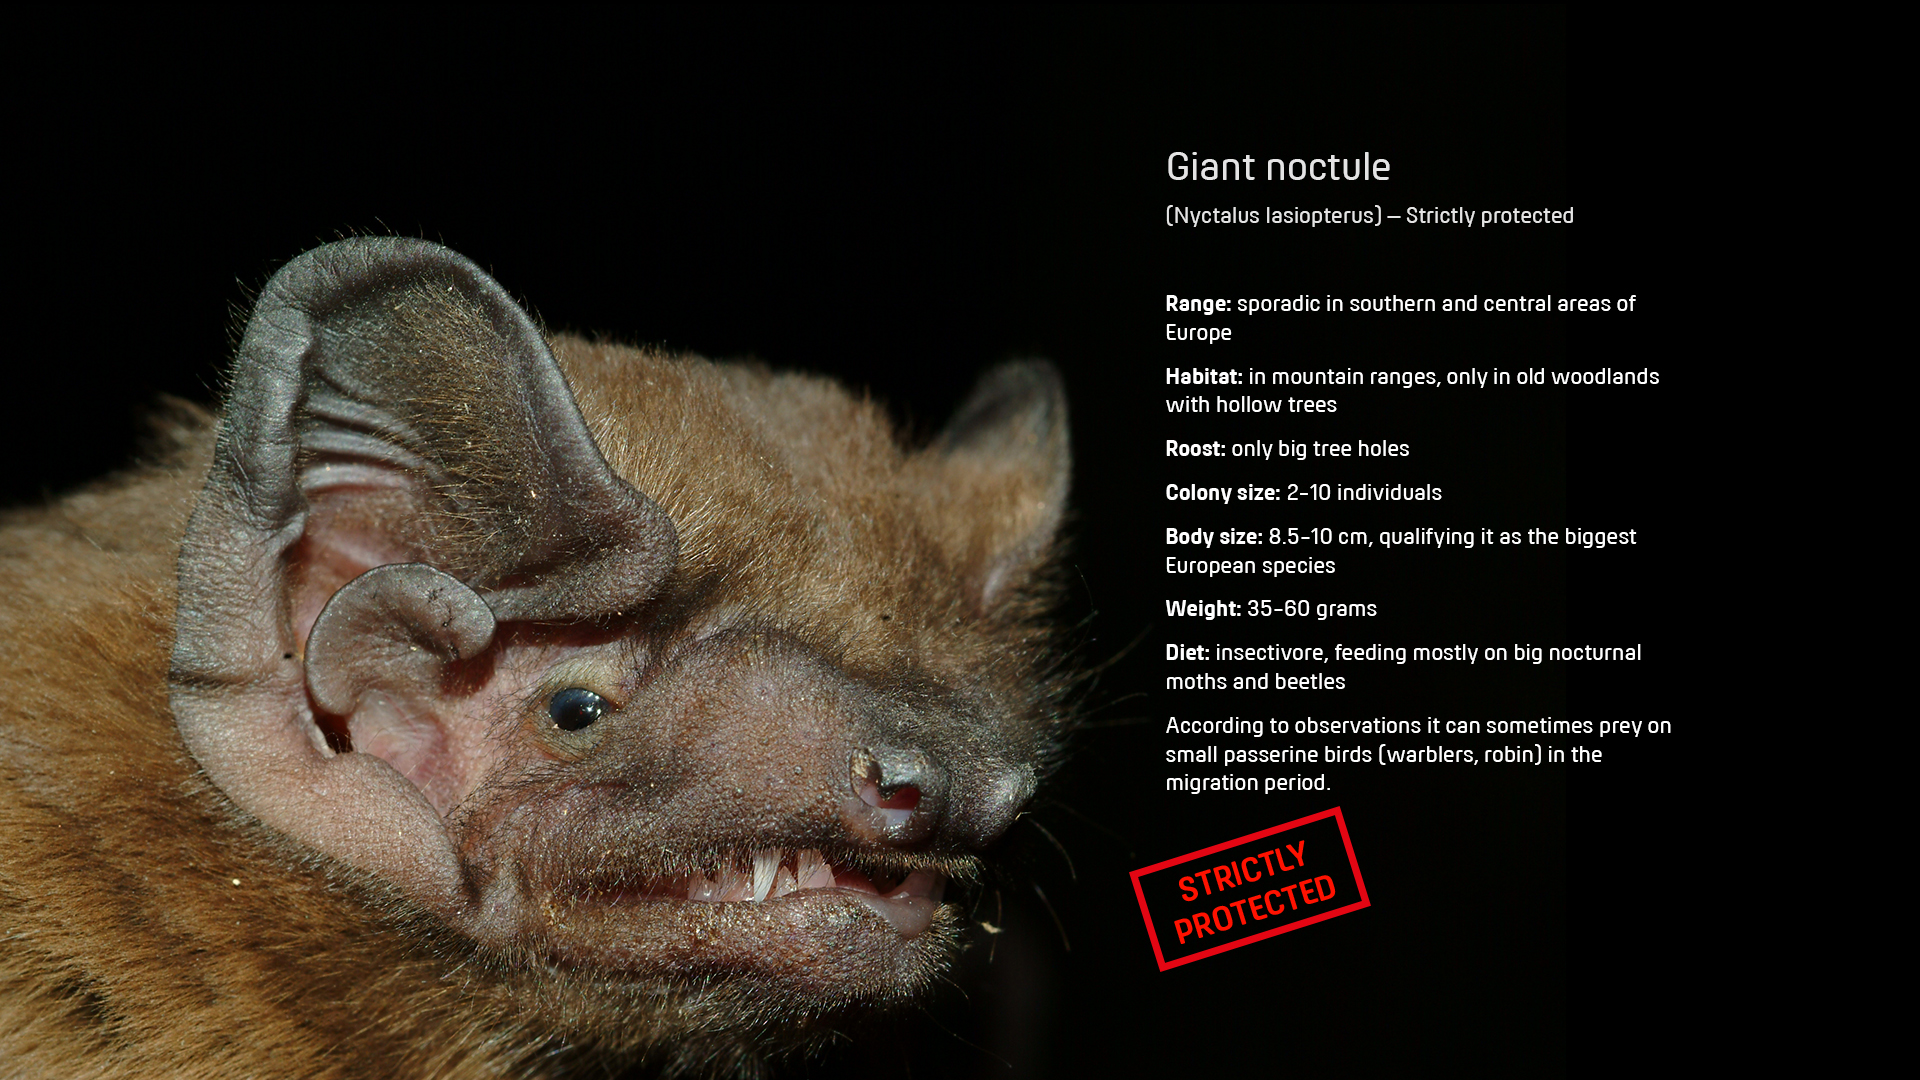 Giant noctule
(Nyctalus lasiopterus) – Strictly protected
Range: sporadic in southern and central areas of
Europe
Habitat: in mountain ranges, only in old woodlands
with hollow trees
Roost: only big tree holes
Colony size: 2-10 individuals
Body size: 8.5-10 cm, qualifying it as the biggest
European species
Weight: 35-60 grams
Diet: insectivore, feeding mostly on big nocturnal
moths and beetles
According to observations it can sometimes prey on
small passerine birds (warblers, robin) in the
migration period.
STRICTLY
PROTECTED